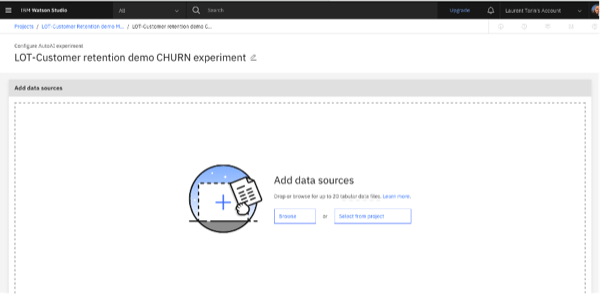 IBM Watson Studio
All
Search
Upgrade
Laurent Tarin's Account
Projects / LOT-Customer Retention demo M... / LOT-Customer retention demo C...
Configure AutoAI experiment
LOT-Customer retention demo CHURN experiment
Add data sources
Add data sources
Drop or browse for up to 20 tabular data files. Learn more.
Browse
or
Select from project